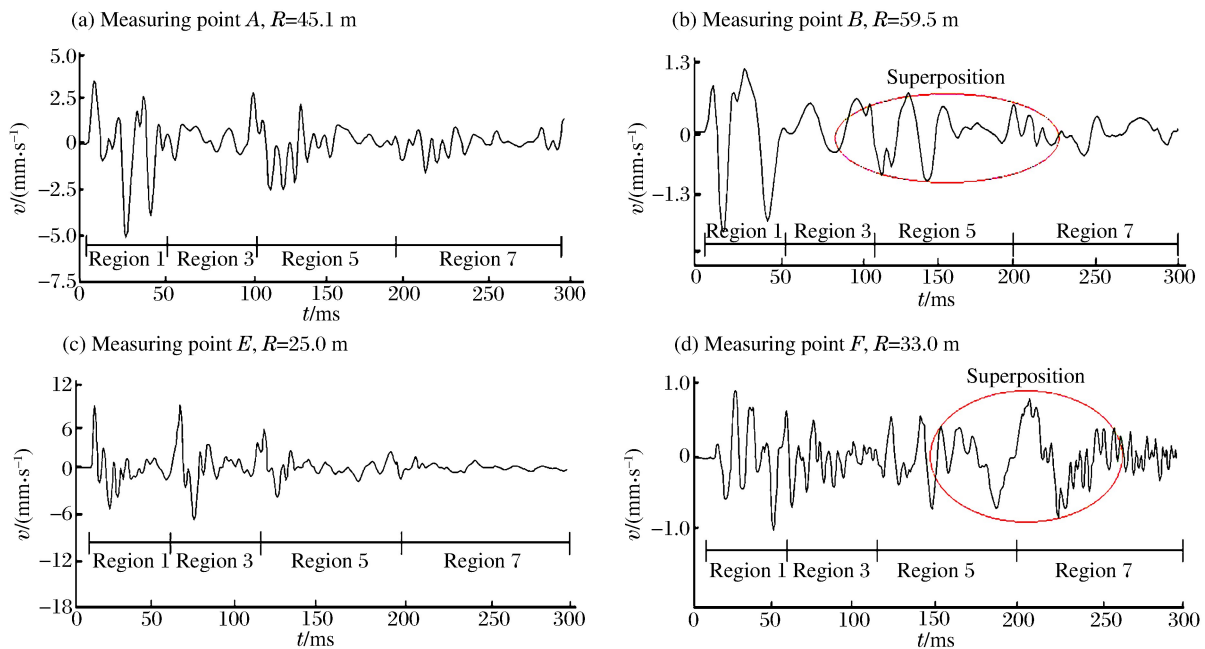 (a) Measuring point A, R=45.1 m
5.0
2.5
0
−2.5
−5.0
−7.5
v/(mm·s⁻¹)
Region 1
Region 3
Region 5
Region 7
0
50
100
150
200
250
300
t/ms
(b) Measuring point B, R=59.5 m
Superposition
1.3
0
−1.3
v/(mm·s⁻¹)
Region 1
Region 3
Region 5
Region 7
0
50
100
150
200
250
300
t/ms
(c) Measuring point E, R=25.0 m
12
6
0
−6
−12
−18
v/(mm·s⁻¹)
Region 1
Region 3
Region 5
Region 7
50
100
150
200
250
300
t/ms
(d) Measuring point F, R=33.0 m
Superposition
1.0
0
−1.0
v/(mm·s⁻¹)
Region 1
Region 3
Region 5
Region 7
0
50
100
150
200
250
300
t/ms